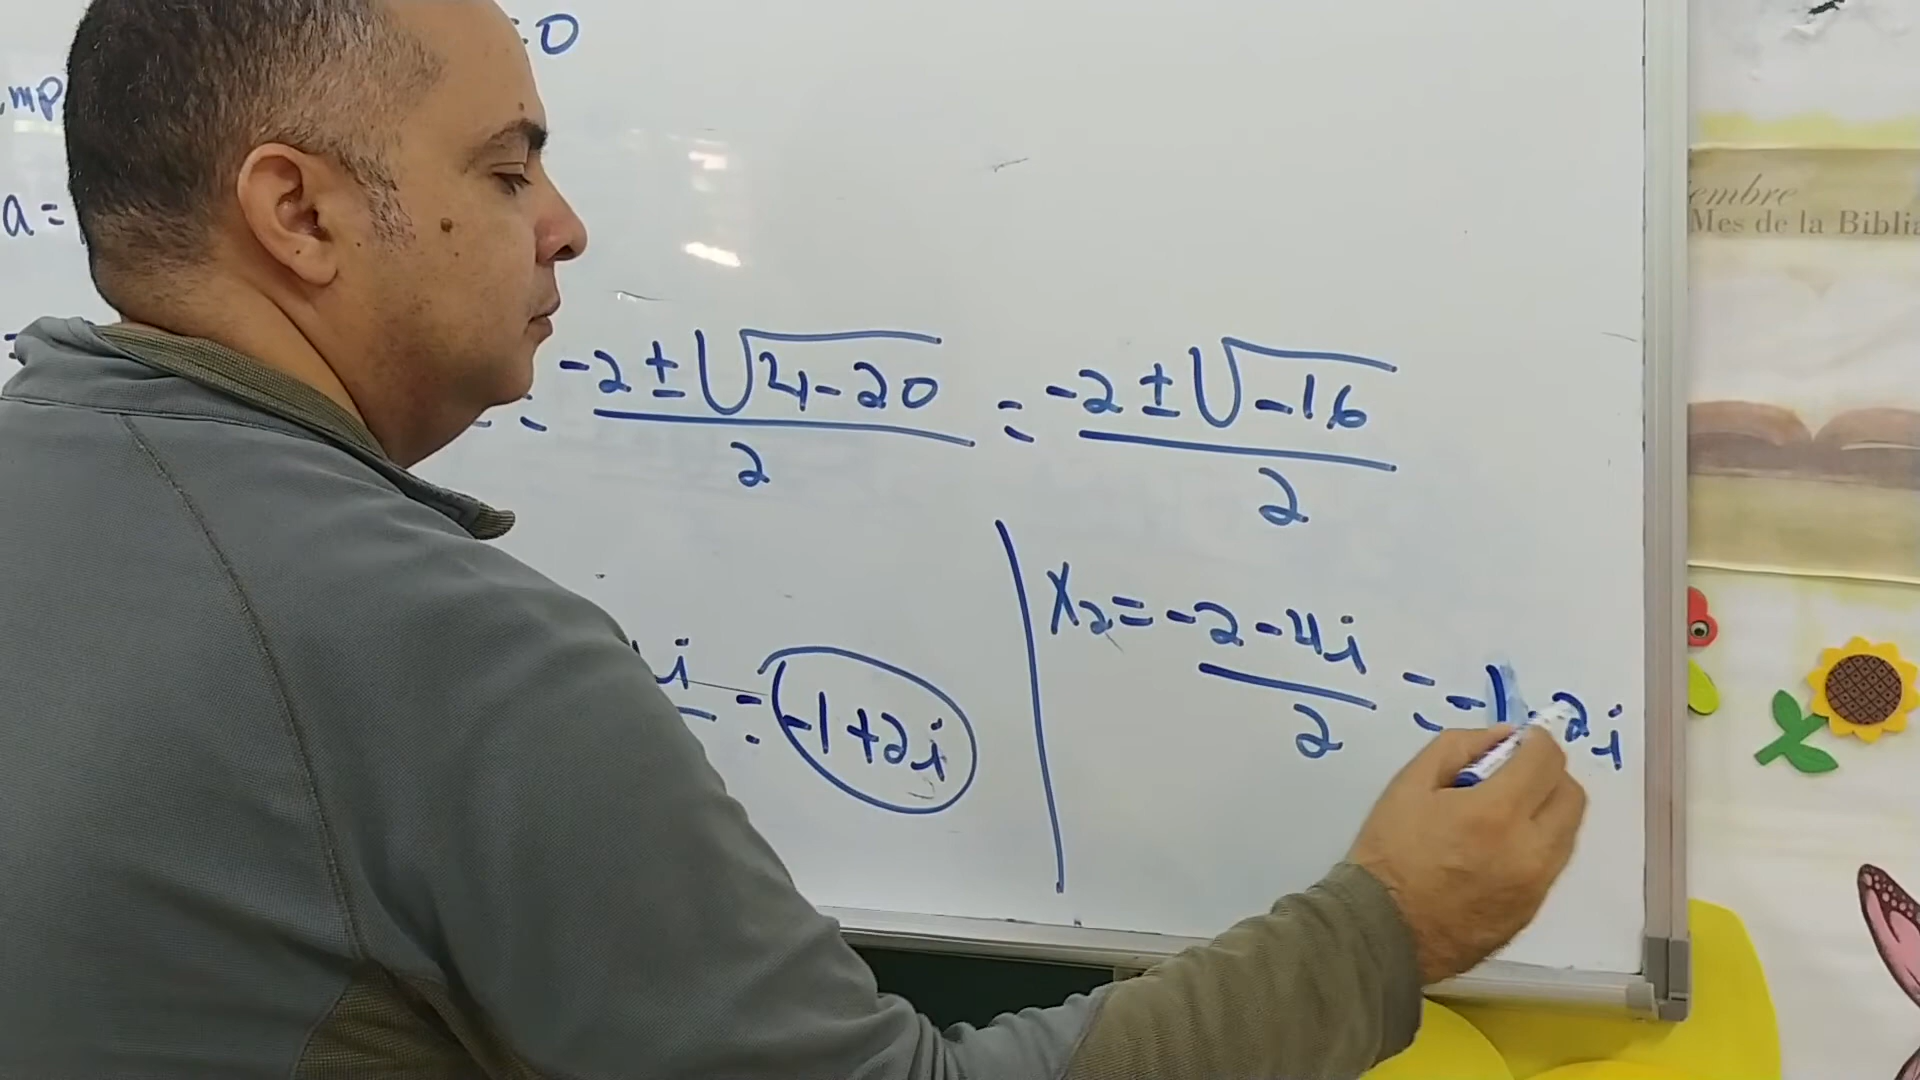 =0
a=
= -2 ± √4-20 / 2 = -2 ± √-16 / 2
i = -1+2i
x₂ = -2-4i / 2 = -1-2i
embre
Mes de la Biblia